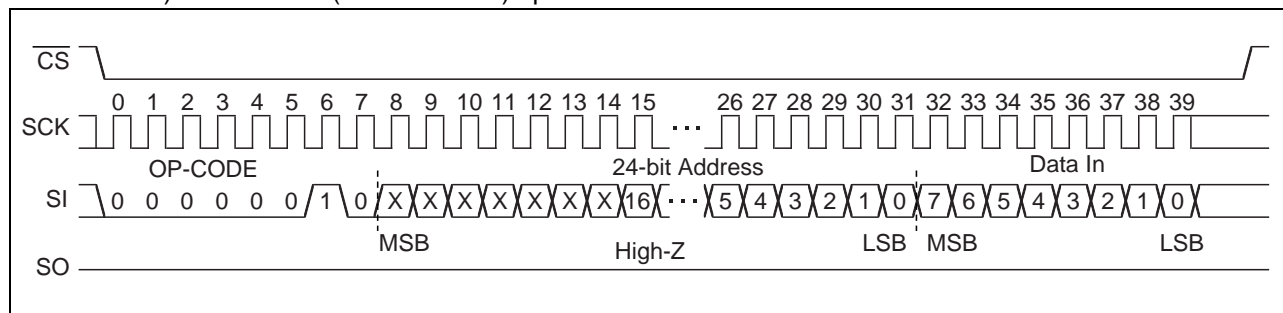 CS
0 1 2 3 4 5 6 7 8 9 10 11 12 13 14 15 26 27 28 29 30 31 32 33 34 35 36 37 38 39
SCK ···
OP-CODE 24-bit Address Data In
SI 0 0 0 0 0 0 1 0 X X X X X X X 16 ··· 5 4 3 2 1 0 7 6 5 4 3 2 1 0
MSB High-Z LSB MSB LSB
SO